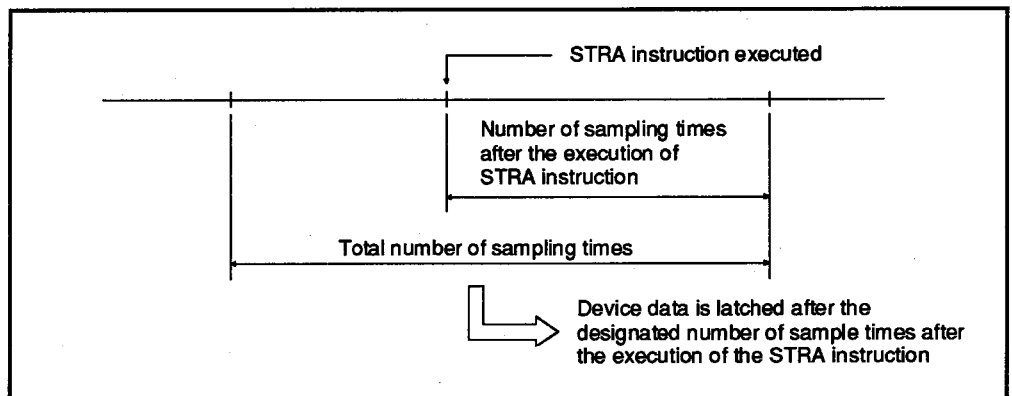 STRA instruction executed
Number of sampling times
after the execution of
STRA instruction
Total number of sampling times
Device data is latched after the
designated number of sample times after
the execution of the STRA instruction